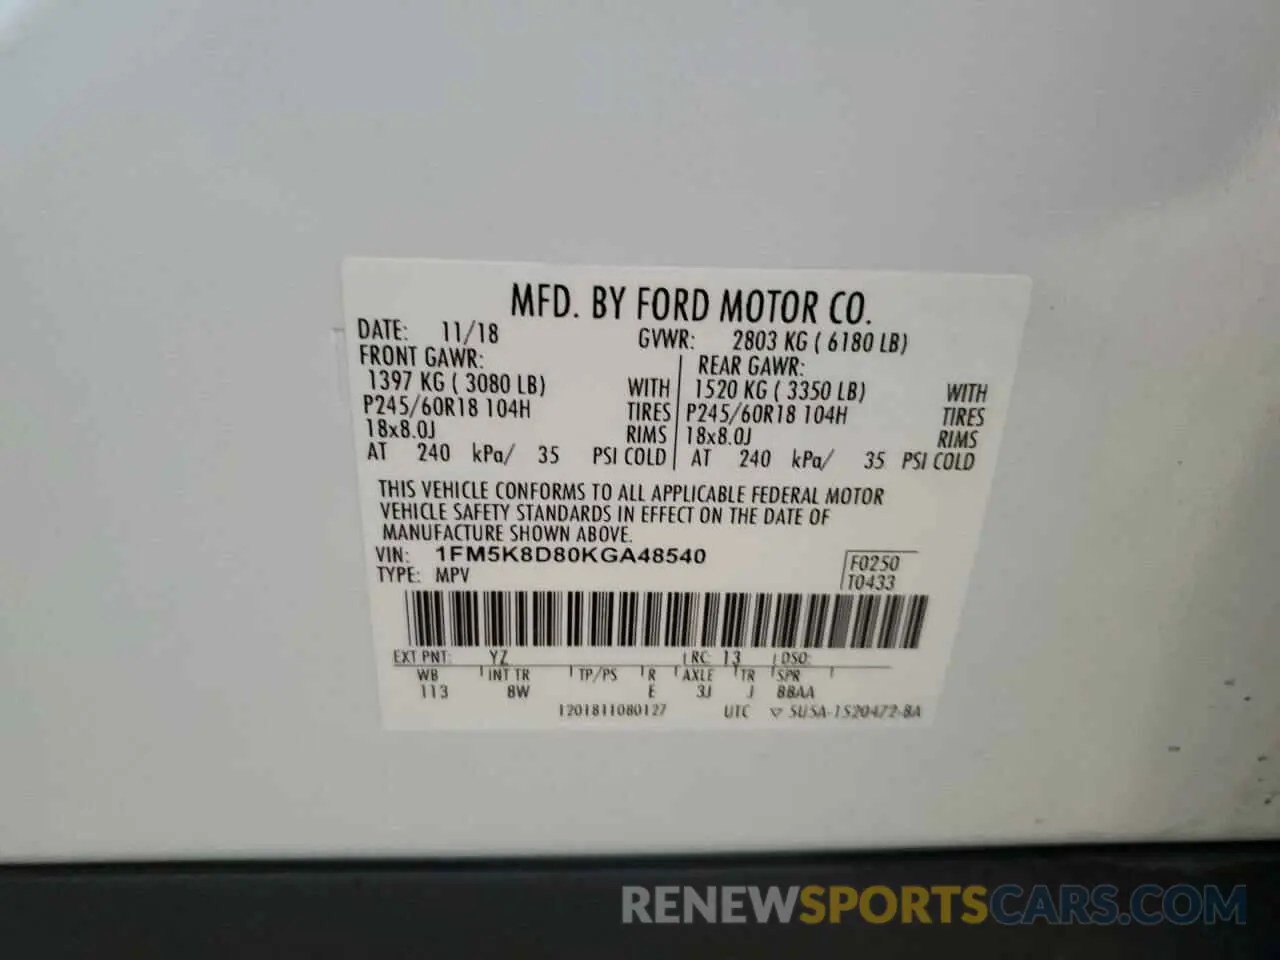 MFD. BY FORD MOTOR CO.
DATE: 11/18 GVWR: 2803 KG ( 6180 LB)
FRONT GAWR: REAR GAWR:
1397 KG ( 3080 LB) WITH 1520 KG ( 3350 LB) WITH
P245/60R18 104H TIRES P245/60R18 104H TIRES
18x8.0J RIMS 18x8.0J RIMS
AT 240 kPa/ 35 PSI COLD AT 240 kPa/ 35 PSI COLD
THIS VEHICLE CONFORMS TO ALL APPLICABLE FEDERAL MOTOR
VEHICLE SAFETY STANDARDS IN EFFECT ON THE DATE OF
MANUFACTURE SHOWN ABOVE.
VIN: 1FM5K8D80KGA48540 F0250
TYPE: MPV T0433
EXT PNT: YZ RC: 13 DSO:
WB INT TR TP/PS R AXLE TR SPR
113 8W E 3J J BBAA
1201811080127 UTC ▽ 5USA-1520472-BA
RENEWSPORTSCARS.COM